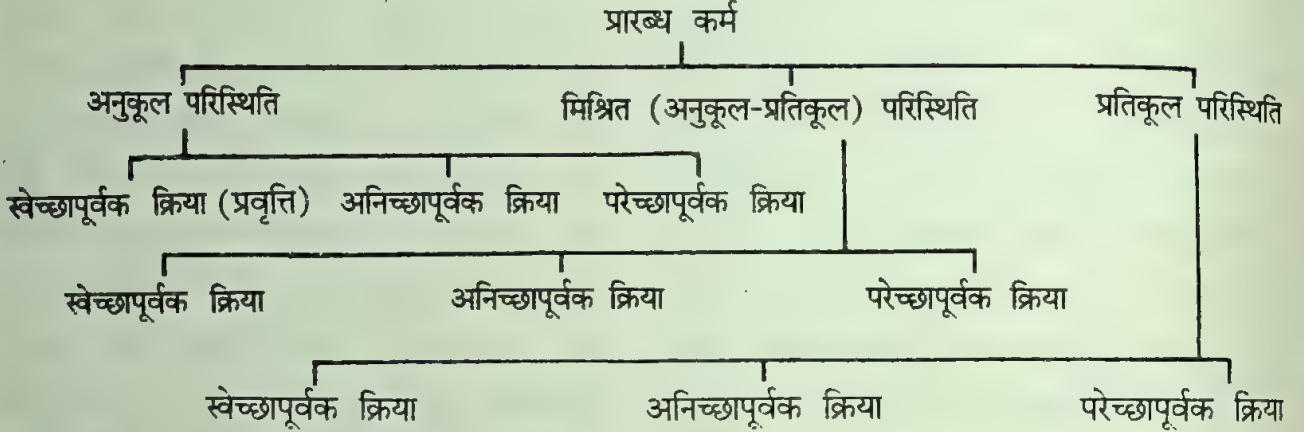 प्रारब्ध कर्म
अनुकूल परिस्थिति मिश्रित (अनुकूल-प्रतिकूल) परिस्थिति प्रतिकूल परिस्थिति
स्वेच्छापूर्वक क्रिया (प्रवृत्ति) अनिच्छापूर्वक क्रिया परेच्छापूर्वक क्रिया
स्वेच्छापूर्वक क्रिया अनिच्छापूर्वक क्रिया परेच्छापूर्वक क्रिया
स्वेच्छापूर्वक क्रिया अनिच्छापूर्वक क्रिया परेच्छापूर्वक क्रिया